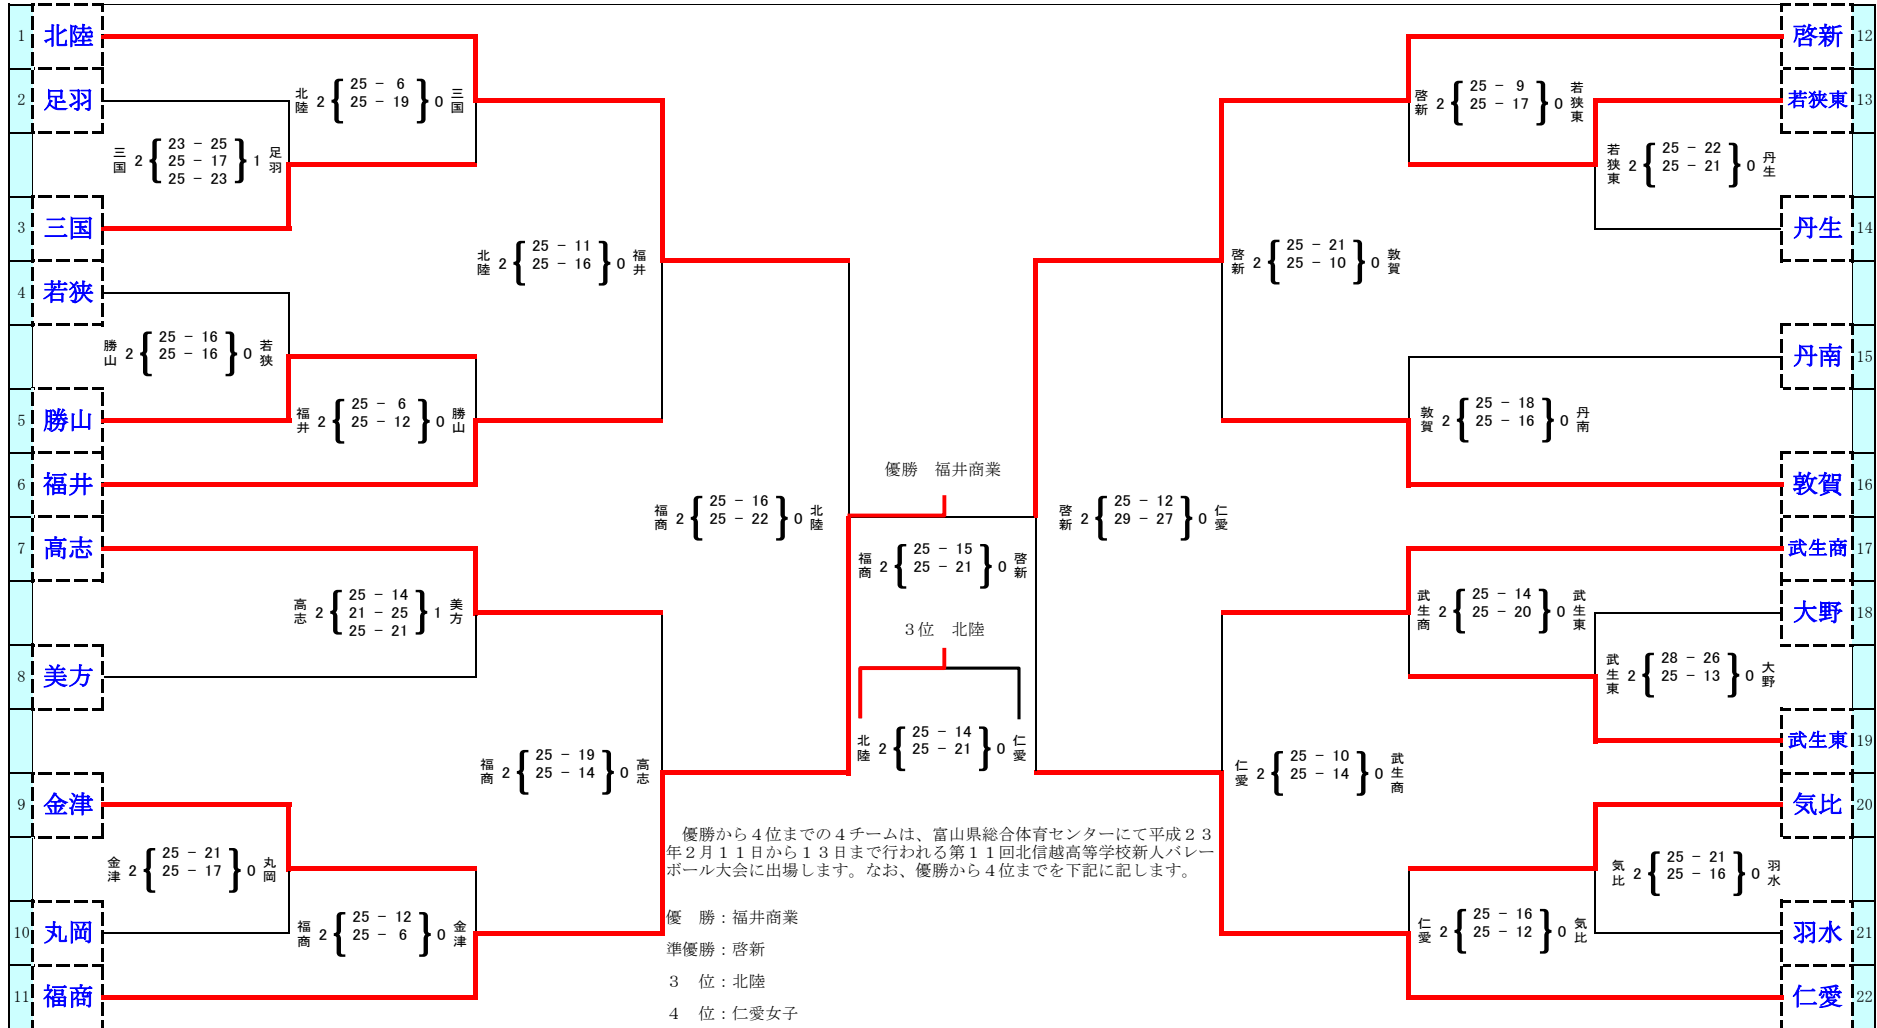 1 北陸
2 足羽
3 三国
4 若狭
5 勝山
6 福井
7 高志
8 美方
9 金津
10 丸岡
11 福商
三国 2 { 23 - 25 } 1 足羽
25 - 17
25 - 23
北陸 2 { 25 - 6 } 0 三国
25 - 19
勝山 2 { 25 - 16 } 0 若狭
25 - 16
福井 2 { 25 - 6 } 0 勝山
25 - 12
北陸 2 { 25 - 11 } 0 福井
25 - 16
高志 2 { 25 - 14 } 1 美方
21 - 25
25 - 21
金津 2 { 25 - 21 } 0 丸岡
25 - 17
福商 2 { 25 - 12 } 0 金津
25 - 6
福商 2 { 25 - 19 } 0 高志
25 - 14
福商 2 { 25 - 16 } 0 北陸
25 - 22
優勝 福井商業
福商 2 { 25 - 15 } 0 啓新
25 - 21
3位 北陸
北陸 2 { 25 - 14 } 0 仁愛
25 - 21
啓新 2 { 25 - 12 } 0 仁愛
29 - 27
啓新 2 { 25 - 21 } 0 敦賀
25 - 10
啓新 2 { 25 - 9 } 0 若狭東
25 - 17
若狭東 2 { 25 - 22 } 0 丹生
25 - 21
敦賀 2 { 25 - 18 } 0 丹南
25 - 16
武生商 2 { 25 - 14 } 0 武生東
25 - 20
武生東 2 { 28 - 26 } 0 大野
25 - 13
仁愛 2 { 25 - 10 } 0 武生商
25 - 14
気比 2 { 25 - 21 } 0 羽水
25 - 16
仁愛 2 { 25 - 16 } 0 気比
25 - 12
啓新 12
若狭東 13
丹生 14
丹南 15
敦賀 16
武生商 17
大野 18
武生東 19
気比 20
羽水 21
仁愛 22
優勝から4位までの4チームは、富山県総合体育センターにて平成23
年2月11日から13日まで行われる第11回北信越高等学校新人バレー
ボール大会に出場します。なお、優勝から4位までを下記に記します。
優 勝:福井商業
準優勝:啓新
3 位:北陸
4 位:仁愛女子